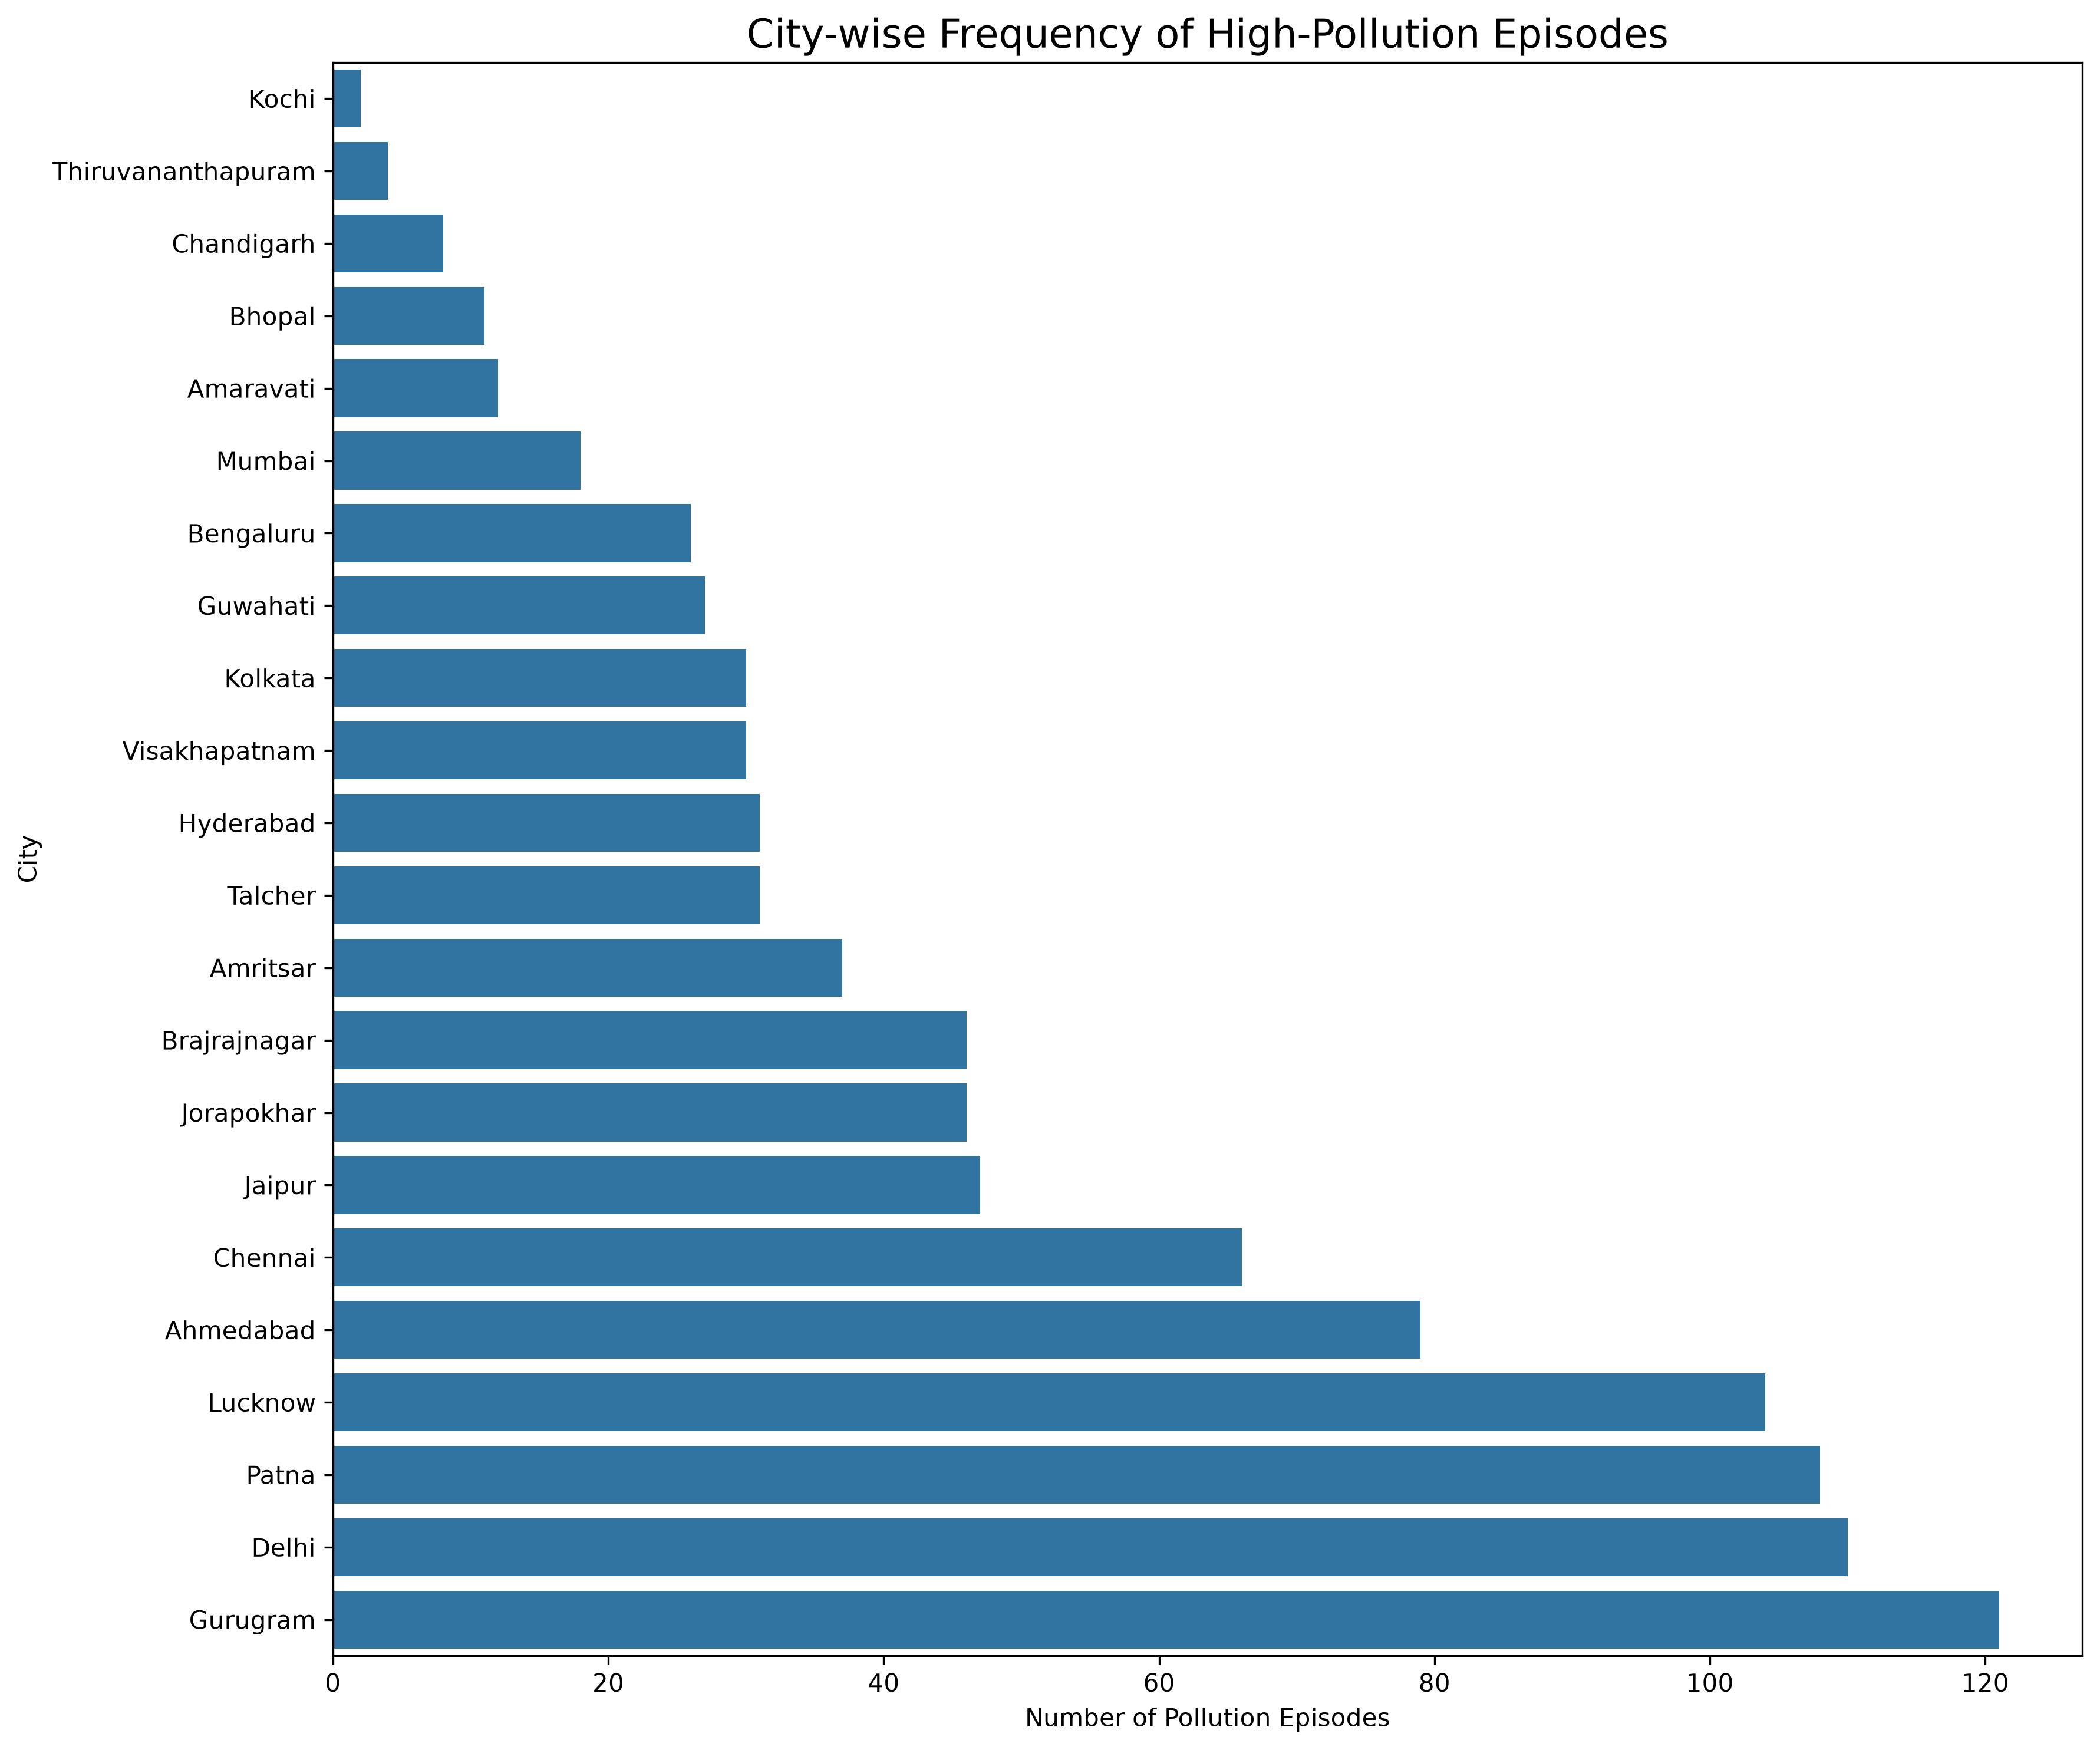 City-wise Frequency of High-Pollution Episodes
Kochi
Thiruvananthapuram
Chandigarh
Bhopal
Amaravati
Mumbai
Bengaluru
Guwahati
Kolkata
Visakhapatnam
Hyderabad
Talcher
Amritsar
Brajrajnagar
Jorapokhar
Jaipur
Chennai
Ahmedabad
Lucknow
Patna
Delhi
Gurugram
City
0 20 40 60 80 100 120
Number of Pollution Episodes